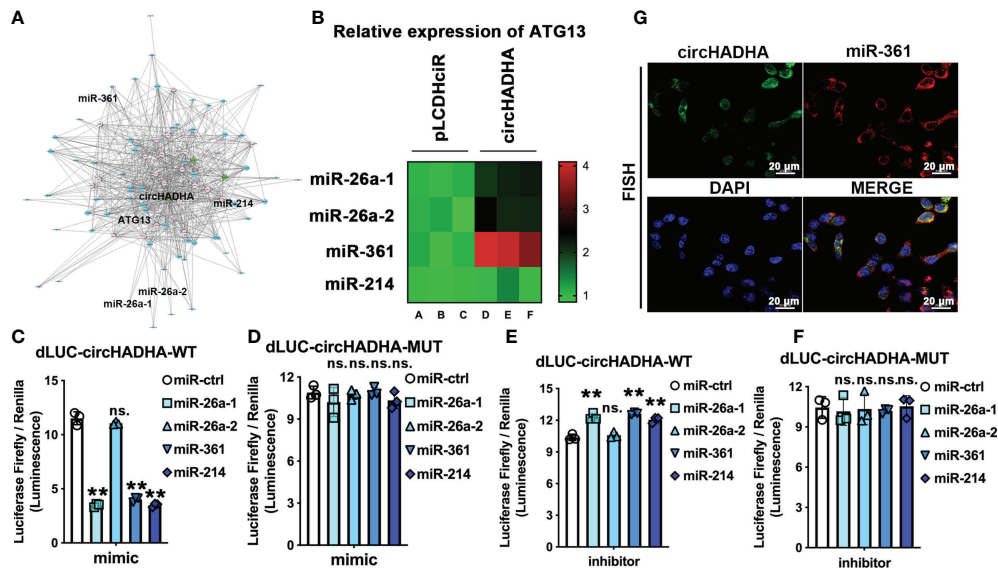 A
miR-361
circHADHA
miR-214
ATG13
miR-26a-2
miR-26a-1
B
Relative expression of ATG13
pLCDHciR
circHADHA
miR-26a-1
miR-26a-2
miR-361
miR-214
A B C D E F
4
3
2
1
G
circHADHA
miR-361
FISH
20 μm
20 μm
DAPI
MERGE
20 μm
20 μm
C
dLUC-circHADHA-WT
Luciferase Firefly / Renilla
(Luminescence)
15
10
5
0
**
ns.
**
**
mimic
miR-ctrl
miR-26a-1
miR-26a-2
miR-361
miR-214
D
dLUC-circHADHA-MUT
Luciferase Firefly / Renilla
(Luminescence)
12
9
6
3
0
ns.ns.ns.ns.
mimic
miR-ctrl
miR-26a-1
miR-26a-2
miR-361
miR-214
E
dLUC-circHADHA-WT
Luciferase Firefly / Renilla
(Luminescence)
15
12
9
6
3
0
**
ns.
**
**
inhibitor
miR-ctrl
miR-26a-1
miR-26a-2
miR-361
miR-214
F
dLUC-circHADHA-MUT
Luciferase Firefly / Renilla
(Luminescence)
12
9
6
3
0
ns. ns.ns.ns.
inhibitor
miR-ctrl
miR-26a-1
miR-26a-2
miR-361
miR-214